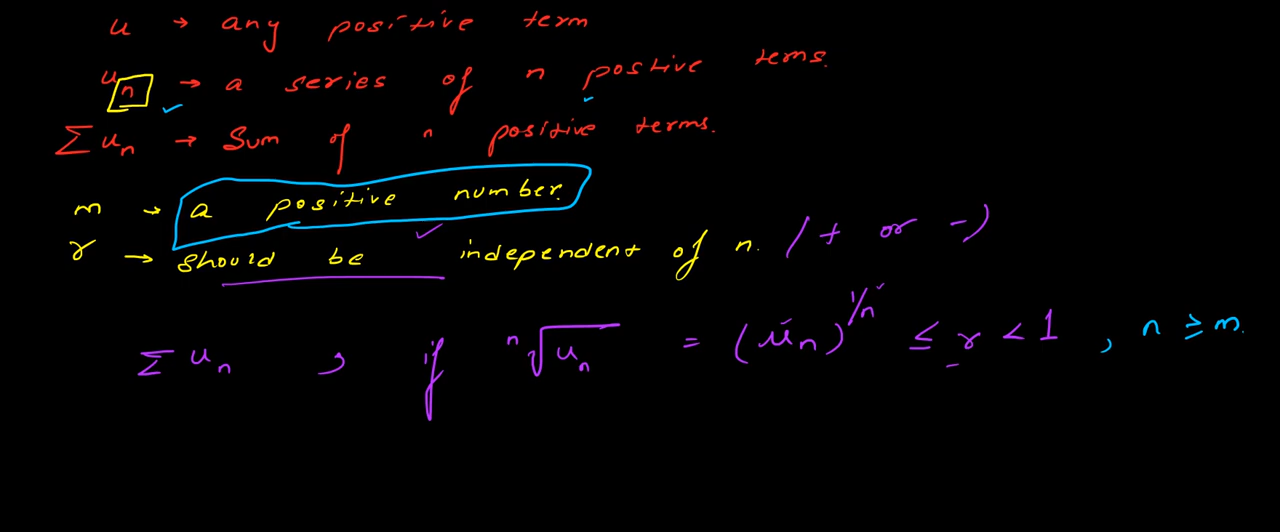 u → any positive term
uₙ → a series of n postive tems.
Σ uₙ → Sum of n positive terms.
m → a positive number.
r → should be independent of n. (+ or -)
Σ uₙ , if ⁿ√uₙ = (uₙ)^1/n ≤ r < 1 , n ≥ m.